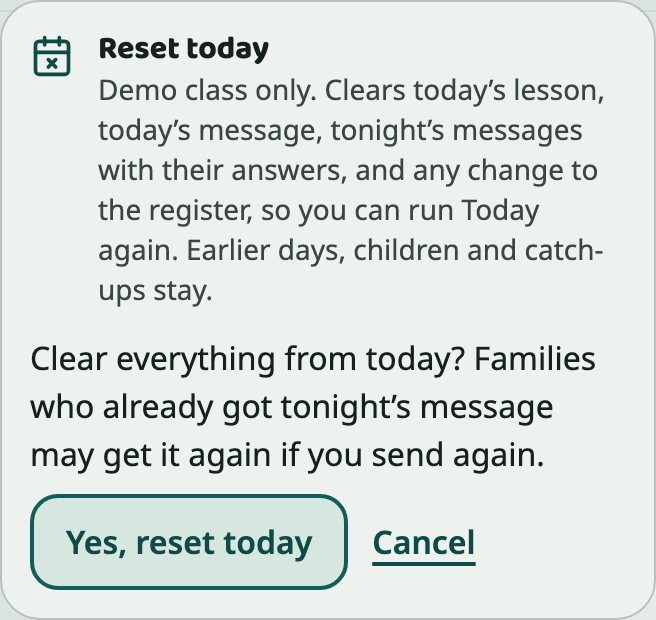 Reset today
Demo class only. Clears today’s lesson,
today’s message, tonight’s messages
with their answers, and any change to
the register, so you can run Today
again. Earlier days, children and catch-
ups stay.
Clear everything from today? Families
who already got tonight’s message
may get it again if you send again.
Yes, reset today
Cancel